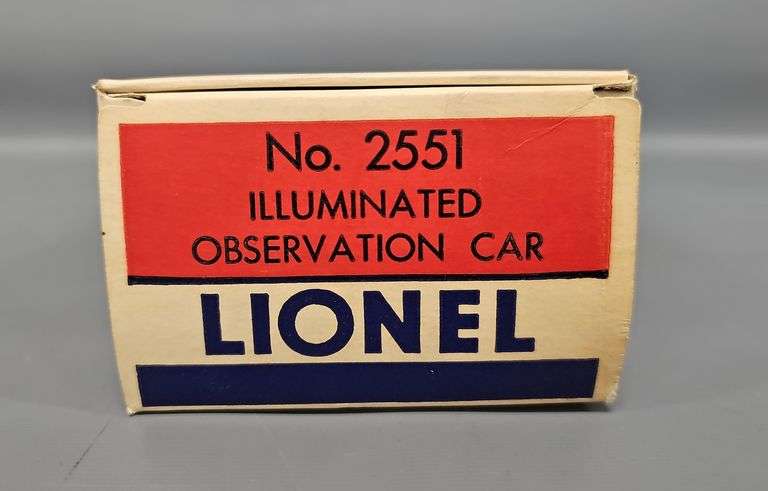 No. 2551
ILLUMINATED
OBSERVATION CAR
LIONEL